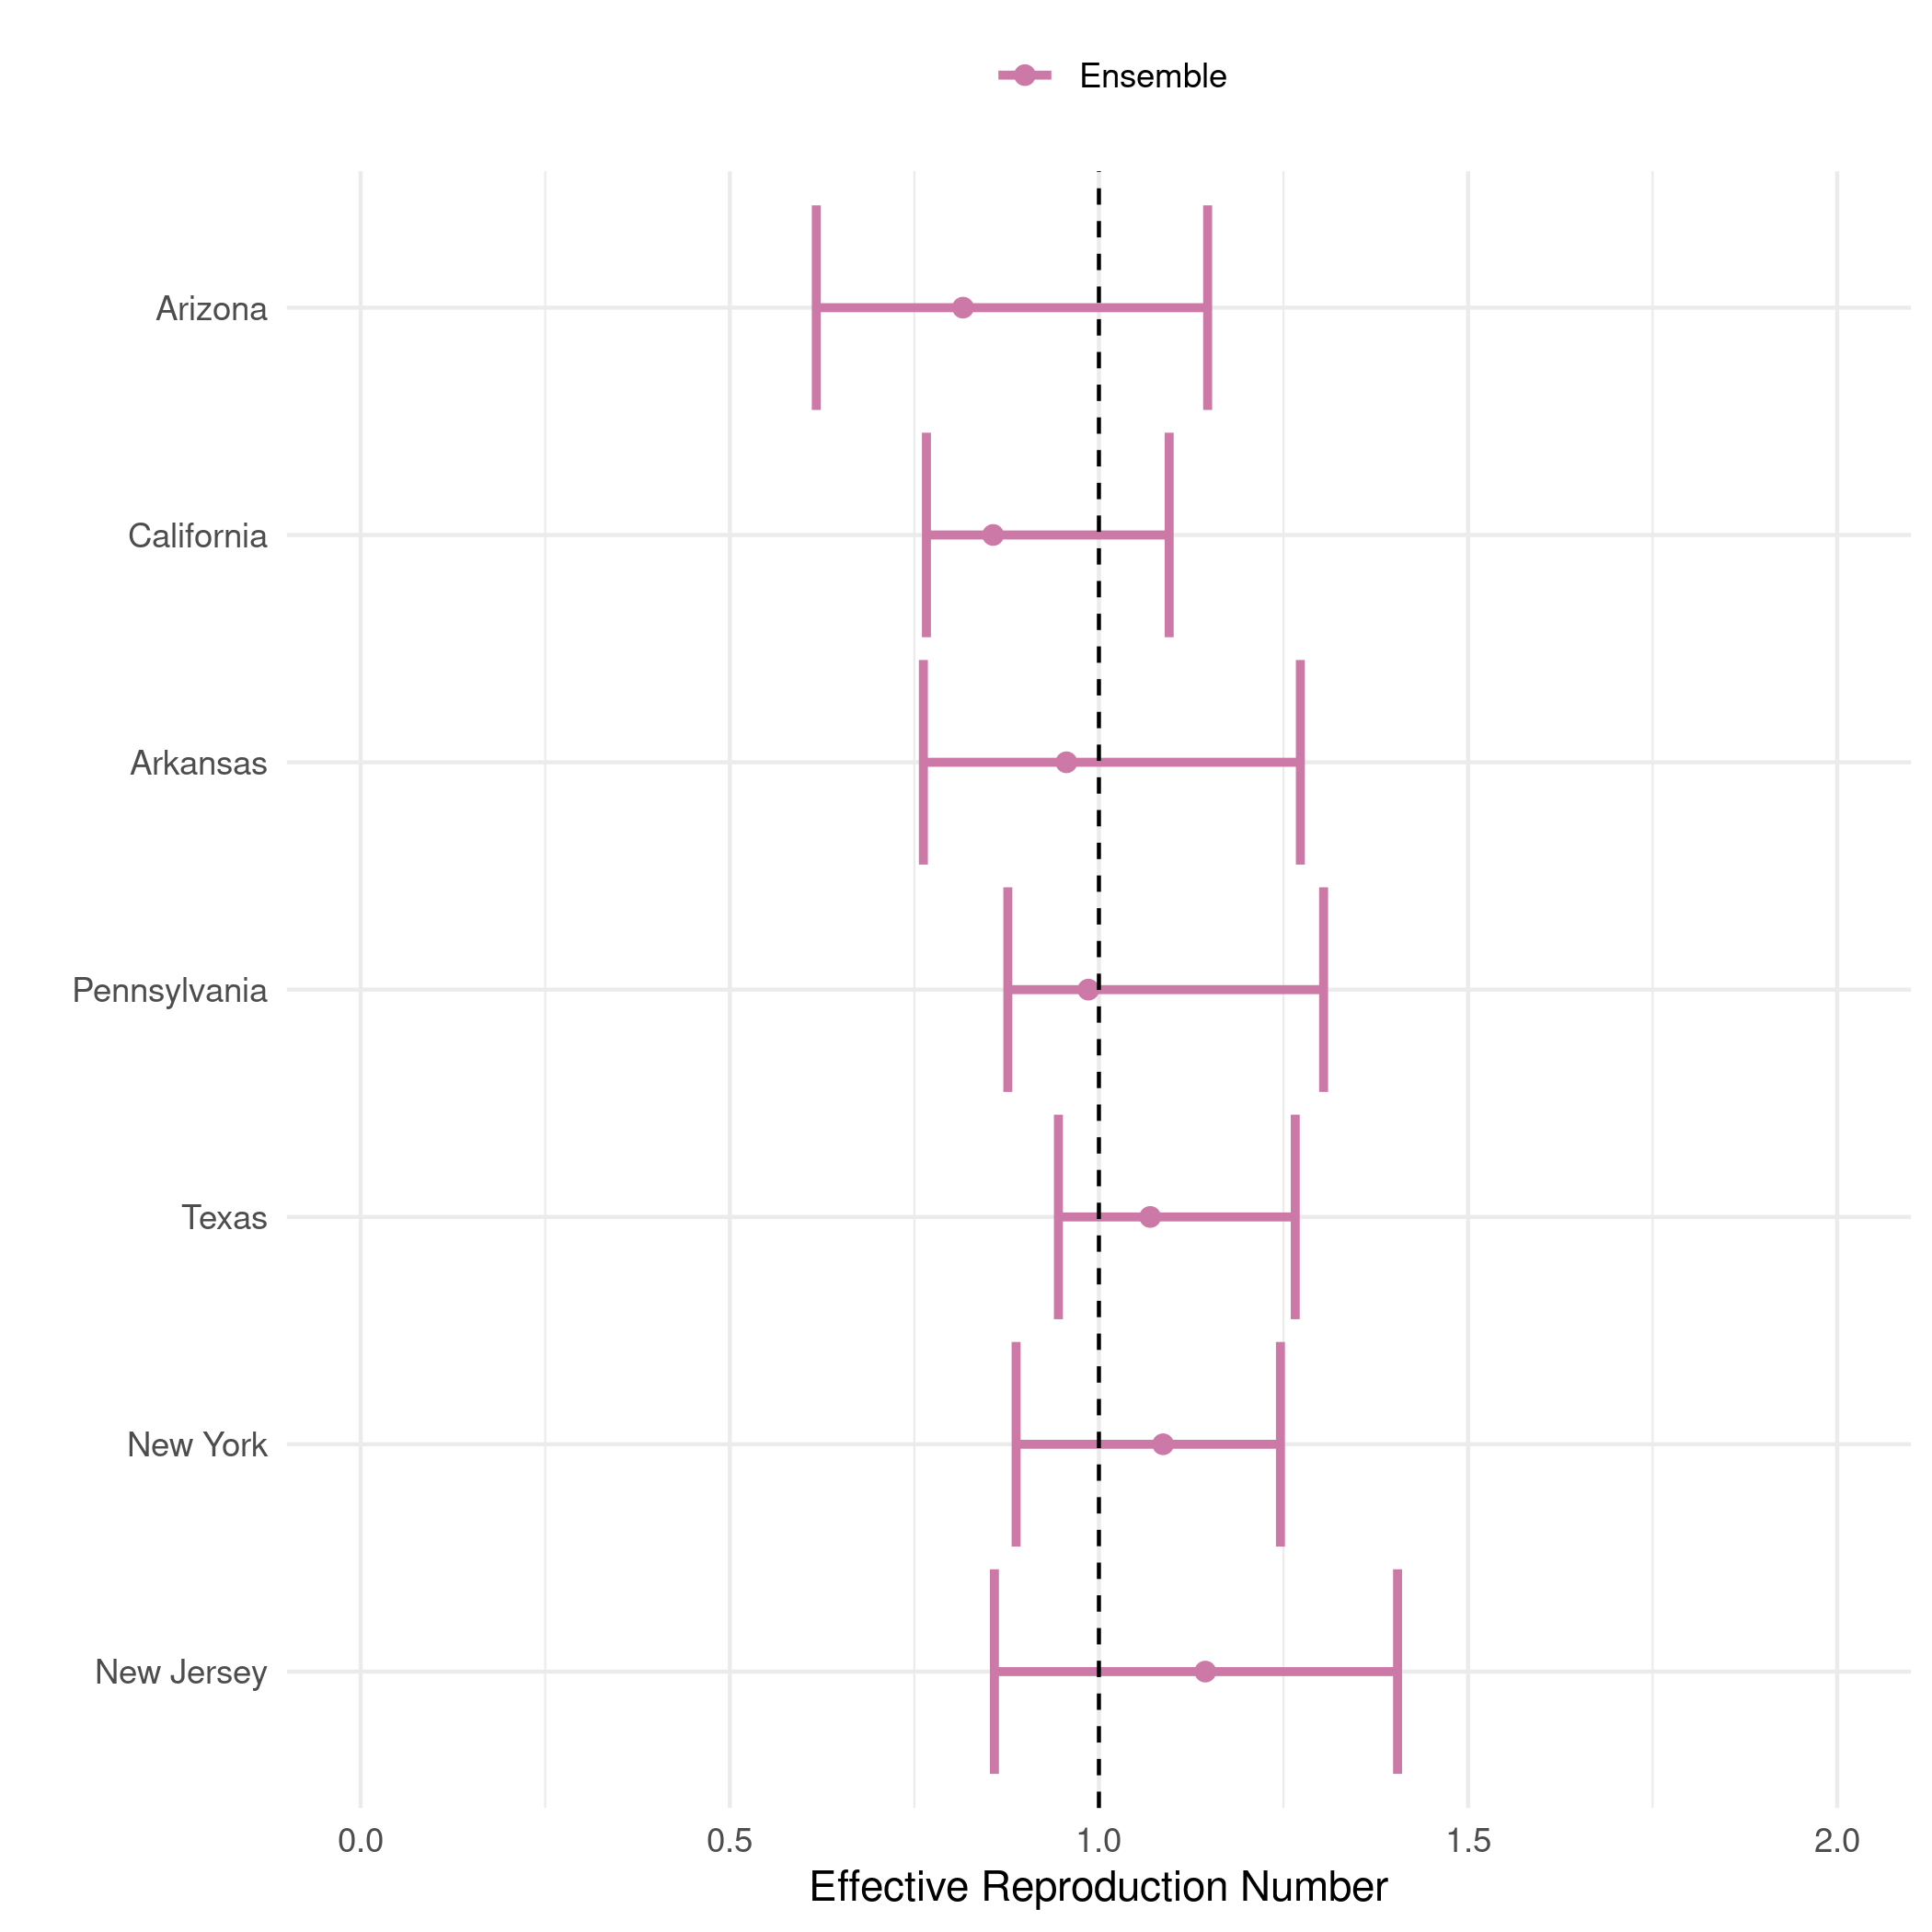 Ensemble
Arizona
California
Arkansas
Pennsylvania
Texas
New York
New Jersey
0.0 0.5 1.0 1.5 2.0
Effective Reproduction Number